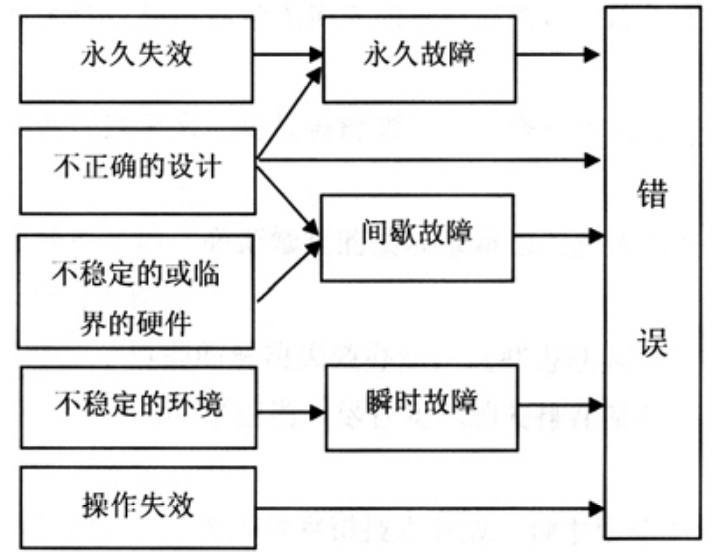 永久失效
永久故障
不正确的设计
间歇故障
不稳定的或临
界的硬件
不稳定的环境
瞬时故障
操作失效
错
误